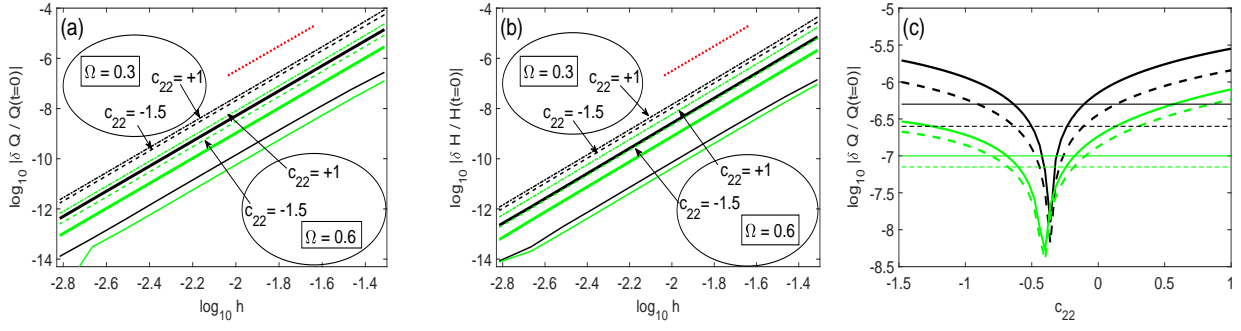 (a)
log₁₀ |δ Q / Q(t=0)|
-4
-6
-8
-10
-12
-14
Ω = 0.3
c₂₂= +1
c₂₂= -1.5
c₂₂= +1
c₂₂= -1.5
Ω = 0.6
-2.8 -2.6 -2.4 -2.2 -2 -1.8 -1.6 -1.4
log₁₀ h
(b)
log₁₀ |δ H / H(t=0)|
-4
-6
-8
-10
-12
-14
Ω = 0.3
c₂₂= +1
c₂₂= -1.5
c₂₂= +1
c₂₂= -1.5
Ω = 0.6
-2.8 -2.6 -2.4 -2.2 -2 -1.8 -1.6 -1.4
log₁₀ h
(c)
log₁₀ |δ Q / Q(t=0)|
-5
-5.5
-6
-6.5
-7
-7.5
-8
-8.5
-1.5 -1 -0.5 0 0.5 1
c₂₂